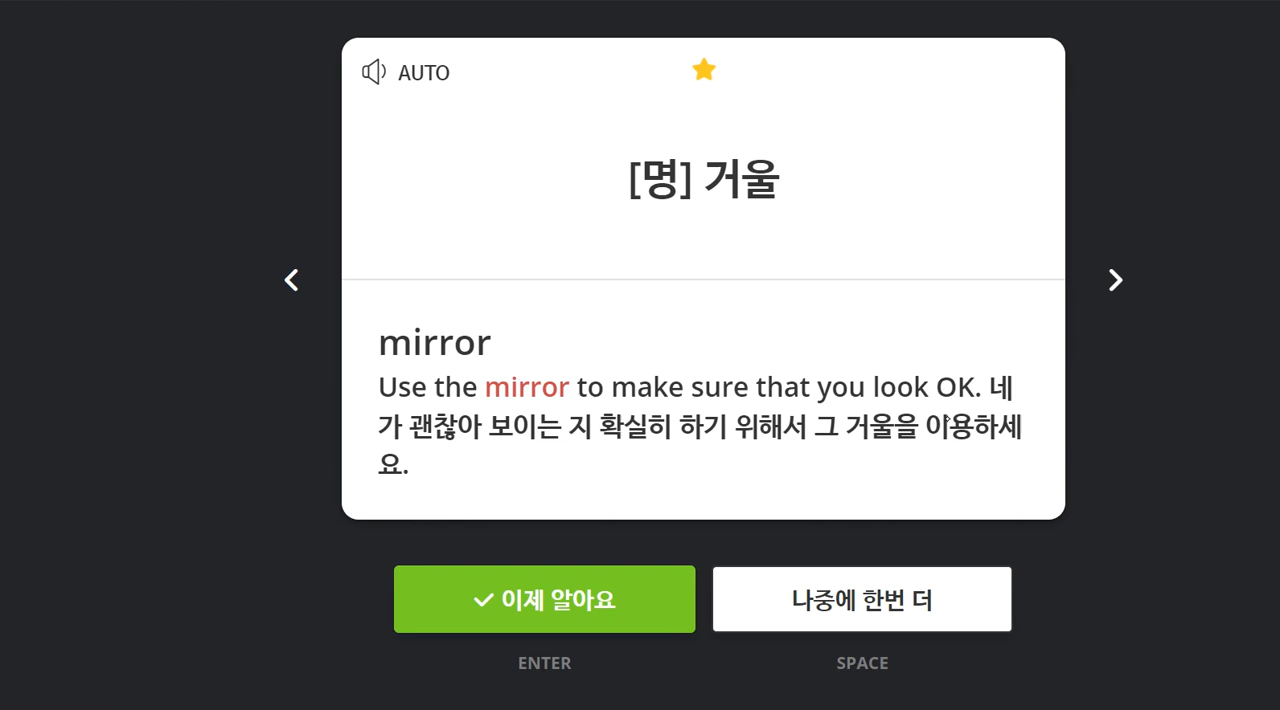 AUTO
[명] 거울
mirror
Use the mirror to make sure that you look OK. 네
가 괜찮아 보이는 지 확실히 하기 위해서 그 거울을 이용하세
요.
이제 알아요
나중에 한번 더
ENTER
SPACE